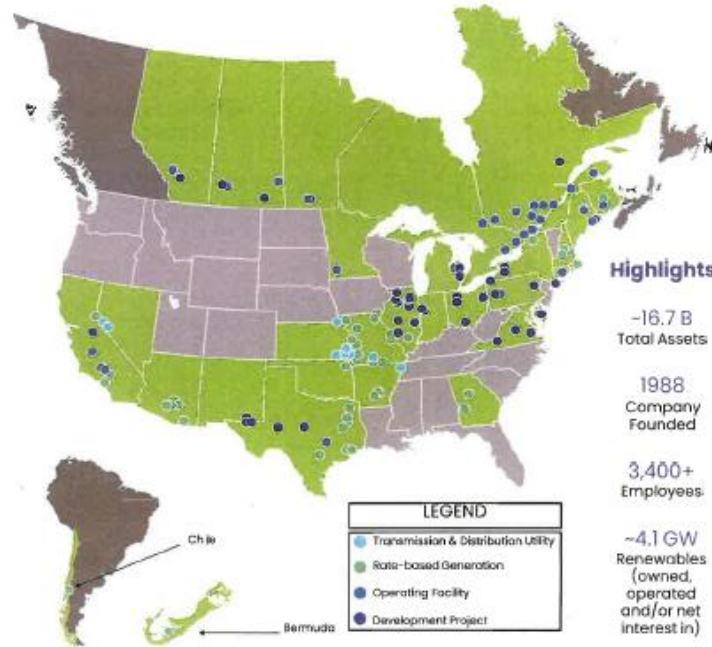 Highlights
~16.7 B
Total Assets
1988
Company
Founded
3,400+
Employees
~4.1 GW
Renewables
(owned,
operated
and/or net
interest in)
LEGEND
Transmission & Distribution Utility
Rate-based Generation
Operating Facility
Development Project
Chile
Bermuda